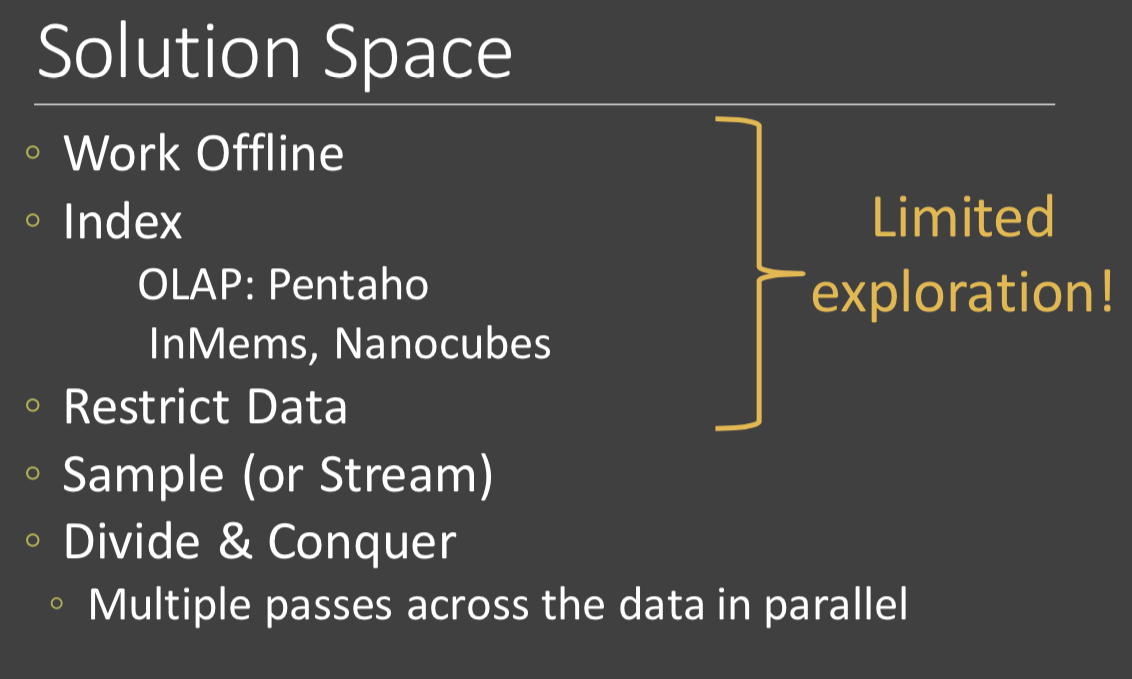 Solution Space
Work Offline
Index
OLAP: Pentaho
InMems, Nanocubes
Restrict Data
Sample (or Stream)
Divide & Conquer
Multiple passes across the data in parallel
Limited
exploration!